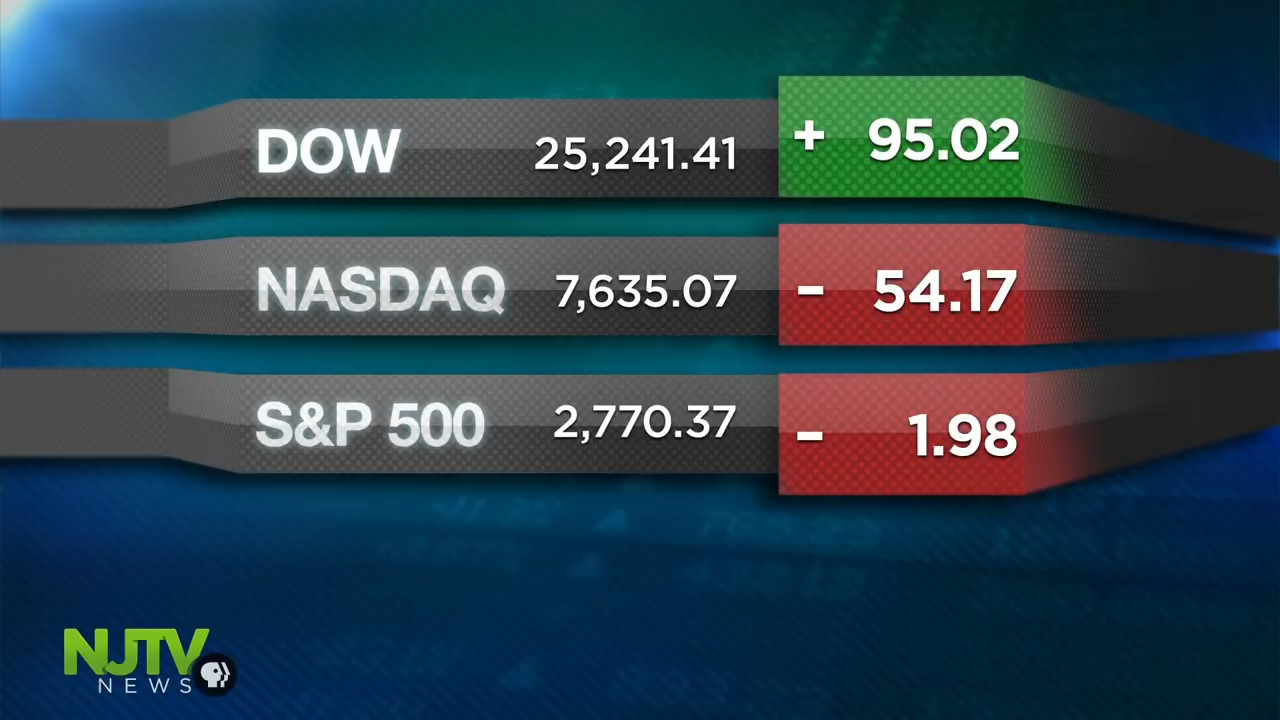 DOW 25,241.41 + 95.02
NASDAQ 7,635.07 - 54.17
S&P 500 2,770.37 - 1.98
NJTV
NEWS